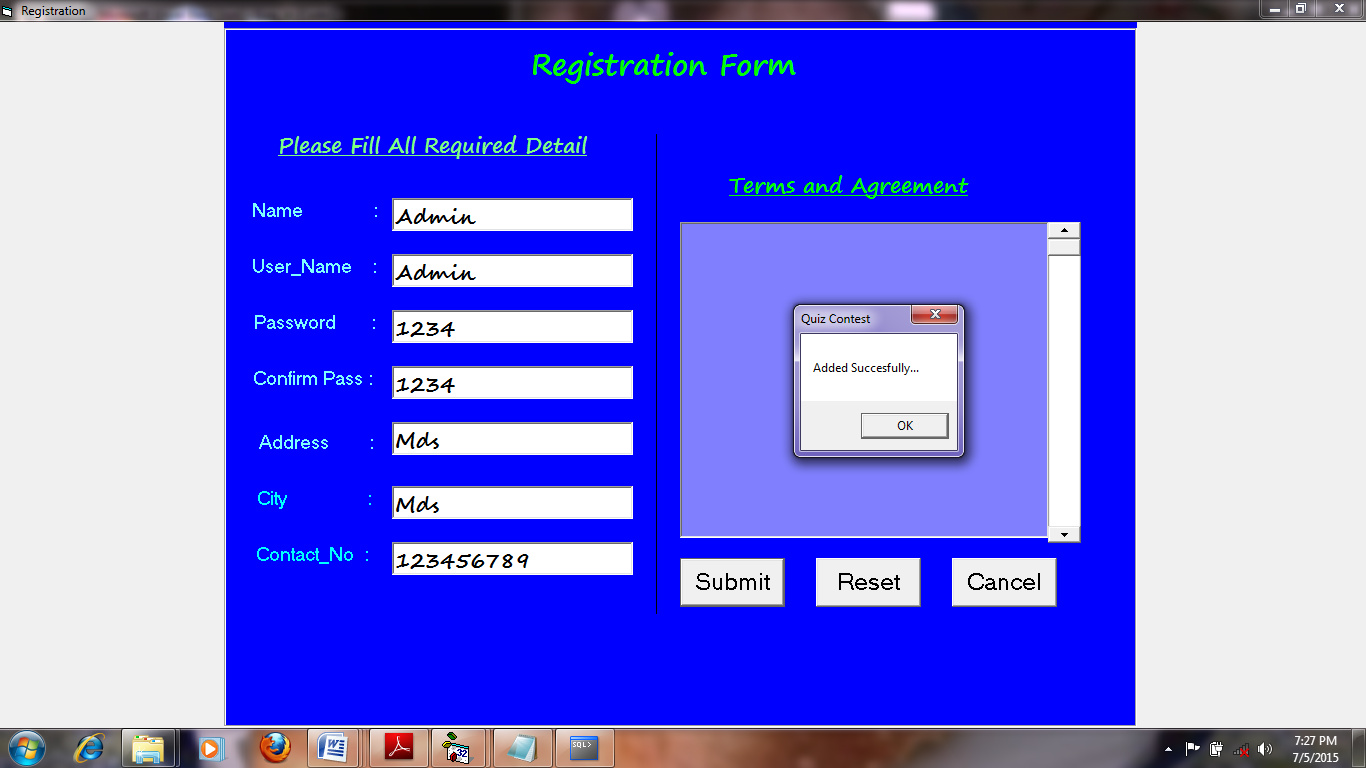 Registration
Registration Form
Please Fill All Required Detail
Name : Admin
User_Name : Admin
Password : 1234
Confirm Pass : 1234
Address : Mds
City : Mds
Contact_No : 123456789
Terms and Agreement
Quiz Contest
Added Succesfully...
OK
Submit Reset Cancel
SQL>
32
7:27 PM
7/5/2015